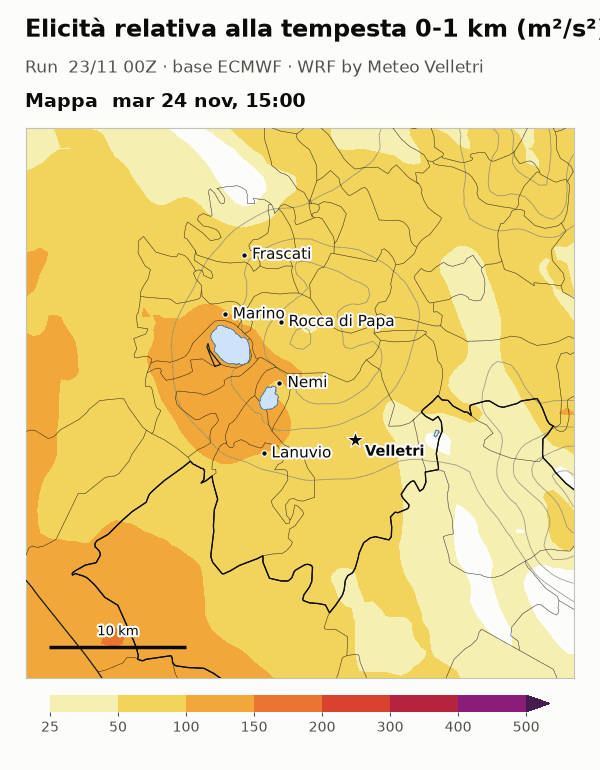 Elicità relativa alla tempesta 0-1 km (m²/s²)
Run  23/11 00Z · base ECMWF · WRF by Meteo Velletri
Mappa  mar 24 nov, 15:00
Frascati
Marino
Rocca di Papa
Nemi
Velletri
Lanuvio
10 km
25 50 100 150 200 300 400 500